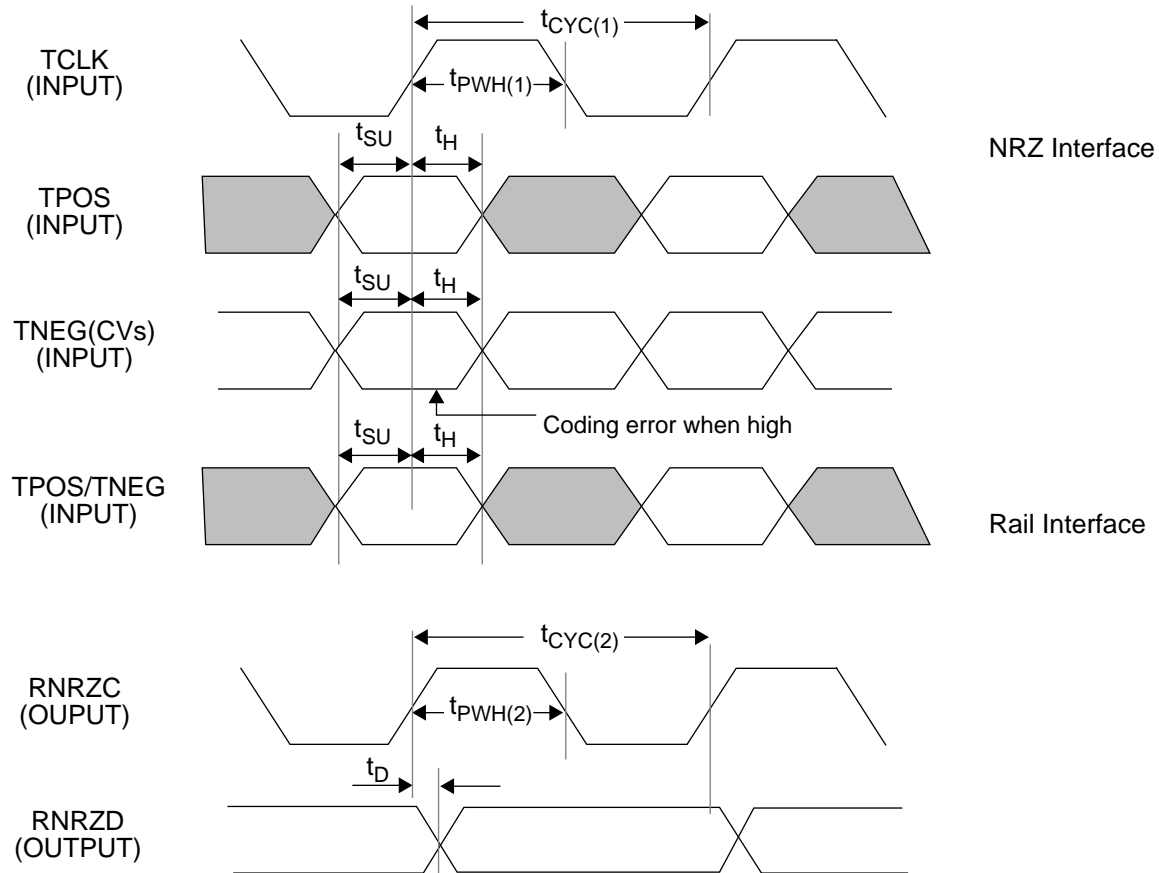 tCYC(1)
TCLK
(INPUT)
tPWH(1)
tSU
tH
NRZ Interface
TPOS
(INPUT)
tSU
tH
TNEG(CVs)
(INPUT)
Coding error when high
tSU
tH
TPOS/TNEG
(INPUT)
Rail Interface
tCYC(2)
RNRZC
(OUPUT)
tPWH(2)
tD
RNRZD
(OUTPUT)